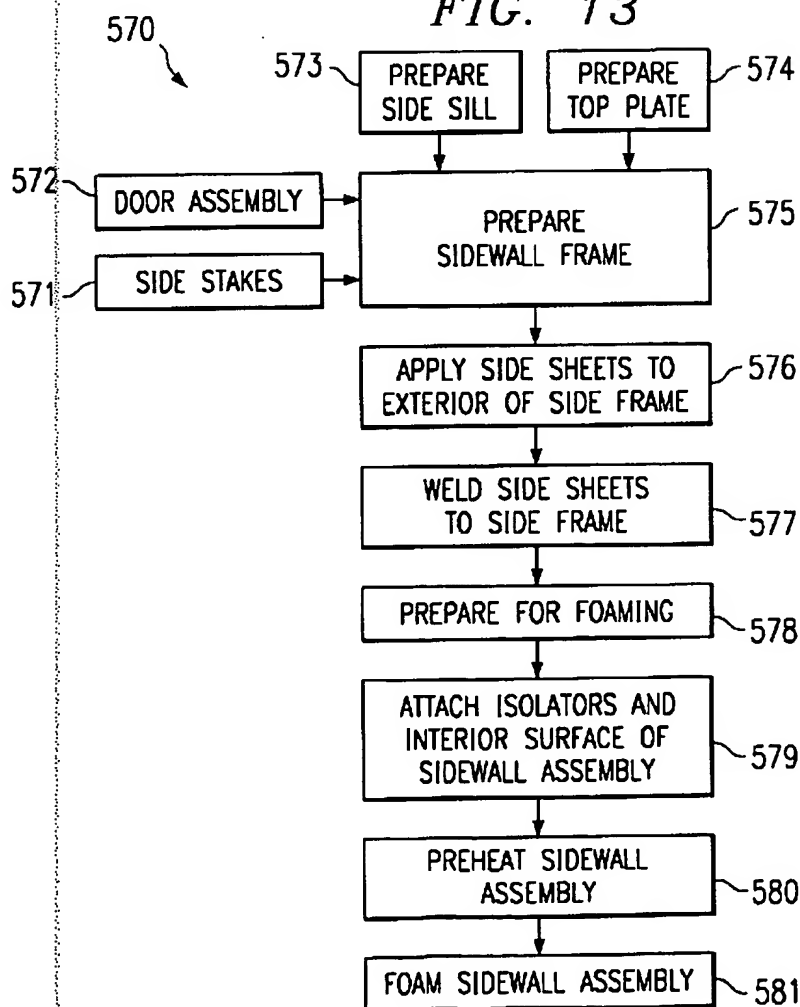 FIG. 13
570
573
PREPARE
SIDE SILL
PREPARE
TOP PLATE
574
572
DOOR ASSEMBLY
571
SIDE STAKES
PREPARE
SIDEWALL FRAME
575
APPLY SIDE SHEETS TO
EXTERIOR OF SIDE FRAME
576
WELD SIDE SHEETS
TO SIDE FRAME
577
PREPARE FOR FOAMING
578
ATTACH ISOLATORS AND
INTERIOR SURFACE OF
SIDEWALL ASSEMBLY
579
PREHEAT SIDEWALL
ASSEMBLY
580
FOAM SIDEWALL ASSEMBLY
581